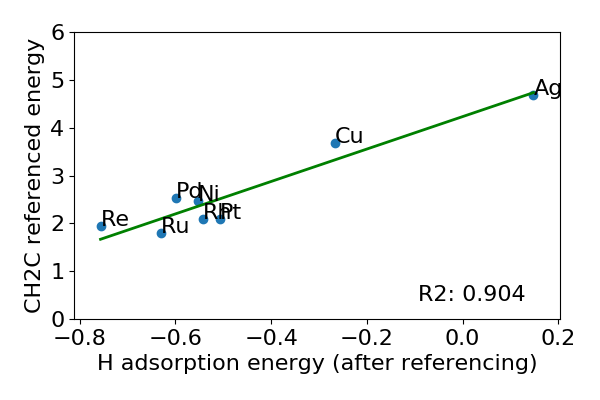 6
5
4
3
2
1
0
CH2C referenced energy
Ag
Cu
Pd
Ni
Re
Ru
Rh
Pt
R2: 0.904
−0.8 −0.6 −0.4 −0.2 0.0 0.2
H adsorption energy (after referencing)